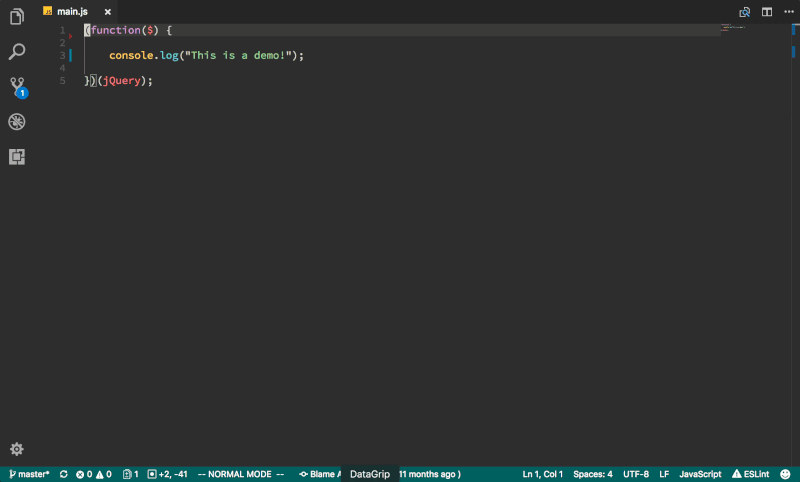 JS main.js ×
1 (function($) {
2
3 console.log("This is a demo!");
4
5 })(jQuery);
1
master* 0 0 1 +2, -41 -- NORMAL MODE -- Blame A DataGrip 11 months ago ) Ln 1, Col 1 Spaces: 4 UTF-8 LF JavaScript ESLint